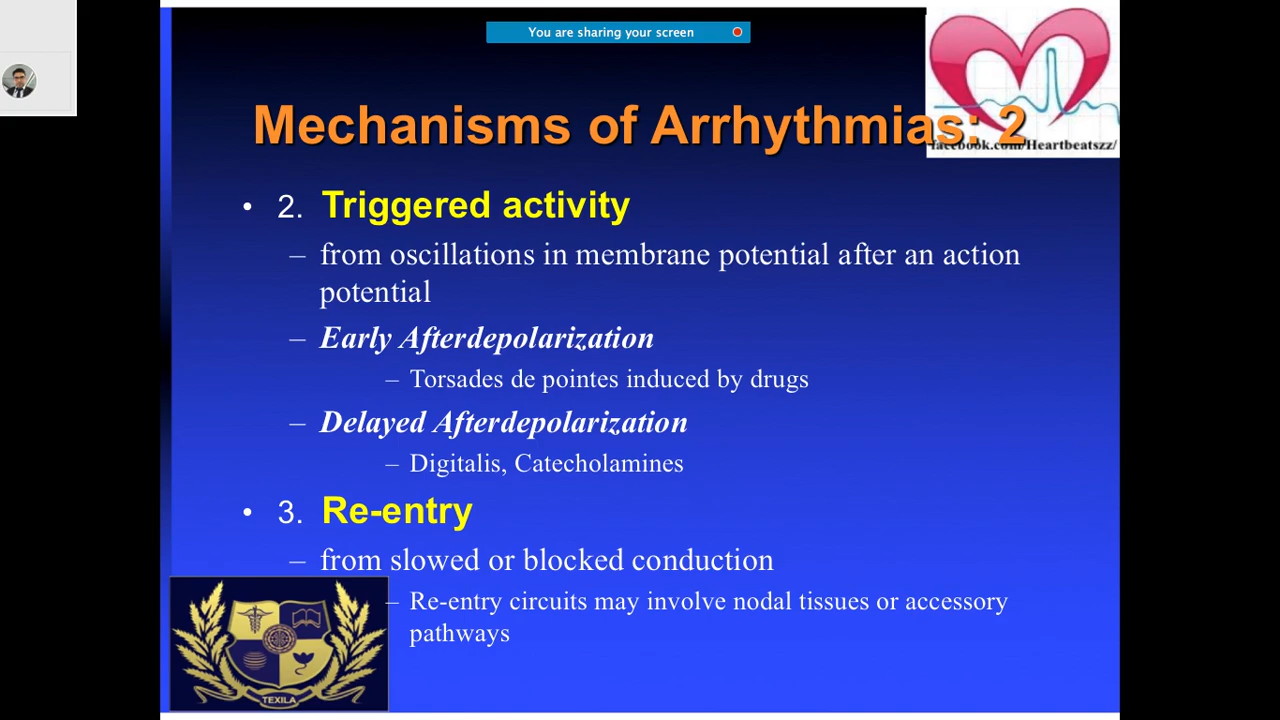 You are sharing your screen
Mechanisms of Arrhythmias: 2
facebook.com/Heartbeatszz/
• 2. Triggered activity
– from oscillations in membrane potential after an action
potential
– Early Afterdepolarization
– Torsades de pointes induced by drugs
– Delayed Afterdepolarization
– Digitalis, Catecholamines
• 3. Re-entry
– from slowed or blocked conduction
– Re-entry circuits may involve nodal tissues or accessory
pathways
TEXILA